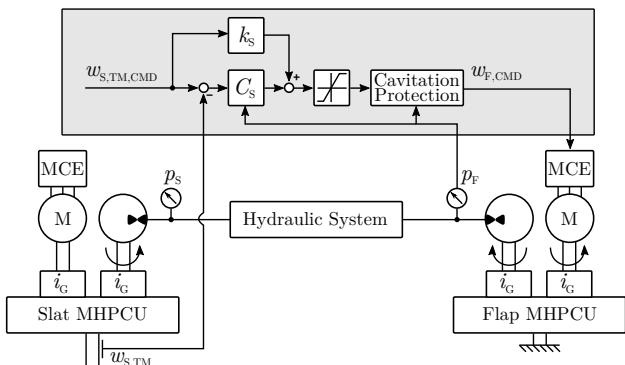 k_S
w_S,TM,CMD
−
C_S
+
Cavitation
Protection
w_F,CMD
MCE
p_S
p_F
MCE
M
Hydraulic System
M
i_G
i_G
i_G
i_G
Slat MHPCU
Flap MHPCU
w_S,TM